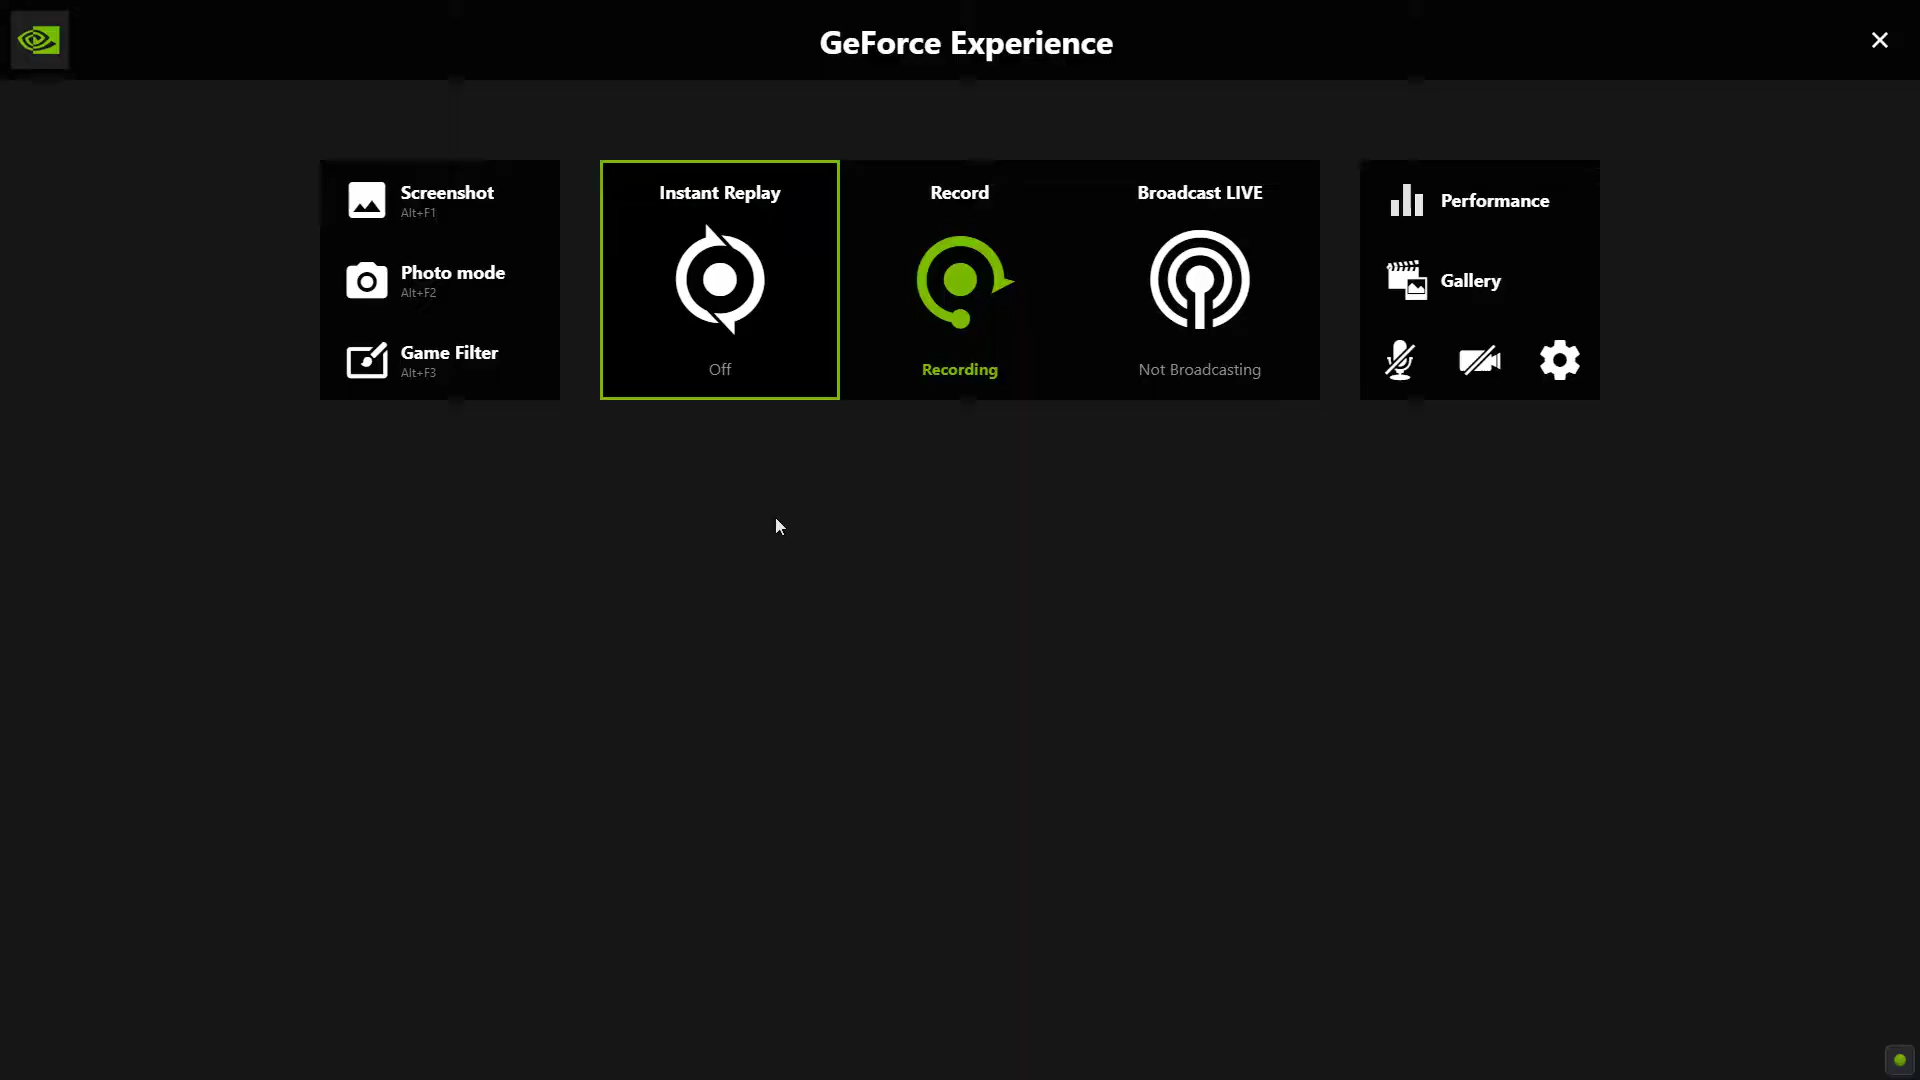 GeForce Experience
Screenshot
Alt+F1
Photo mode
Alt+F2
Game Filter
Alt+F3
Instant Replay
Off
Record
Recording
Broadcast LIVE
Not Broadcasting
Performance
Gallery